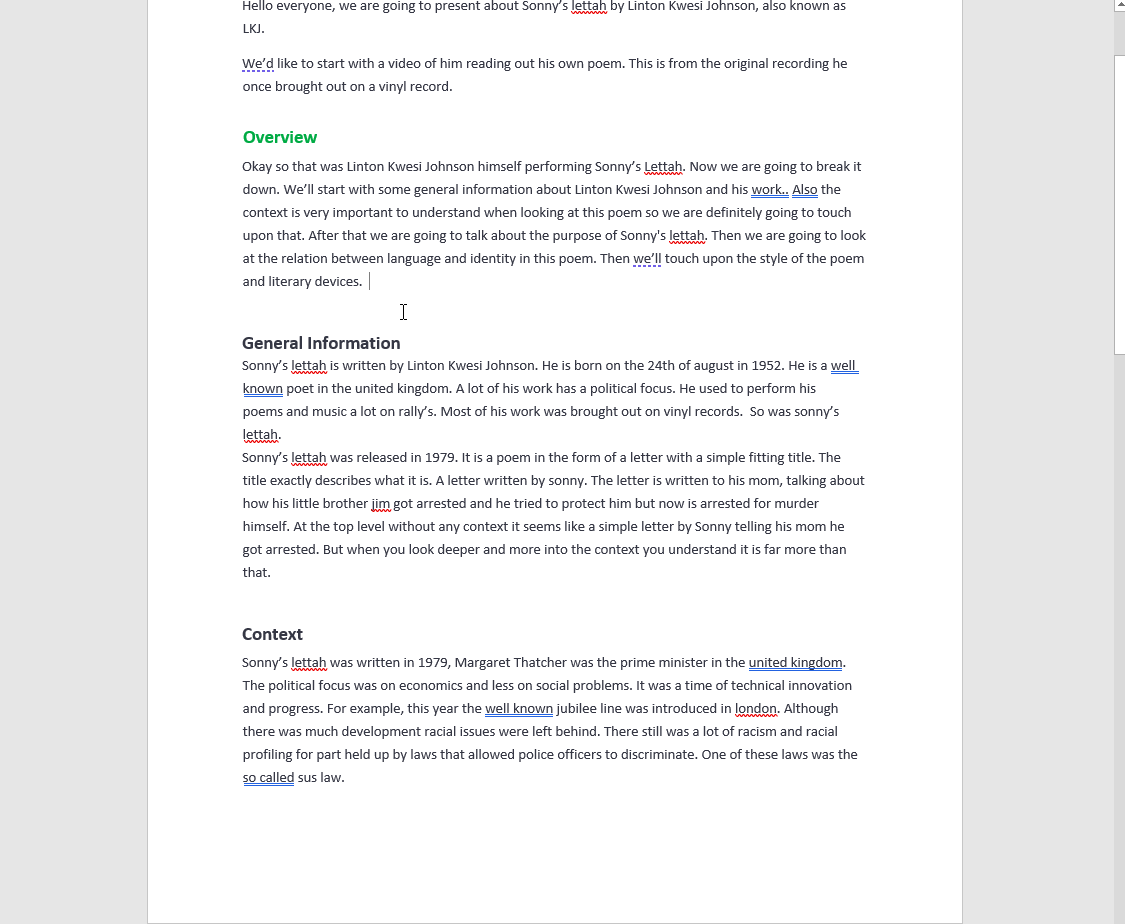 Hello everyone, we are going to present about Sonny’s lettah by Linton Kwesi Johnson, also known as
LKJ.
We’d like to start with a video of him reading out his own poem. This is from the original recording he
once brought out on a vinyl record.
Overview
Okay so that was Linton Kwesi Johnson himself performing Sonny’s Lettah. Now we are going to break it
down. We’ll start with some general information about Linton Kwesi Johnson and his work.. Also the
context is very important to understand when looking at this poem so we are definitely going to touch
upon that. After that we are going to talk about the purpose of Sonny's lettah. Then we are going to look
at the relation between language and identity in this poem. Then we’ll touch upon the style of the poem
and literary devices.
General Information
Sonny’s lettah is written by Linton Kwesi Johnson. He is born on the 24th of august in 1952. He is a well
known poet in the united kingdom. A lot of his work has a political focus. He used to perform his
poems and music a lot on rally’s. Most of his work was brought out on vinyl records.  So was sonny’s
lettah.
Sonny’s lettah was released in 1979. It is a poem in the form of a letter with a simple fitting title. The
title exactly describes what it is. A letter written by sonny. The letter is written to his mom, talking about
how his little brother jim got arrested and he tried to protect him but now is arrested for murder
himself. At the top level without any context it seems like a simple letter by Sonny telling his mom he
got arrested. But when you look deeper and more into the context you understand it is far more than
that.
Context
Sonny’s lettah was written in 1979, Margaret Thatcher was the prime minister in the united kingdom.
The political focus was on economics and less on social problems. It was a time of technical innovation
and progress. For example, this year the well known jubilee line was introduced in london. Although
there was much development racial issues were left behind. There still was a lot of racism and racial
profiling for part held up by laws that allowed police officers to discriminate. One of these laws was the
so called sus law.